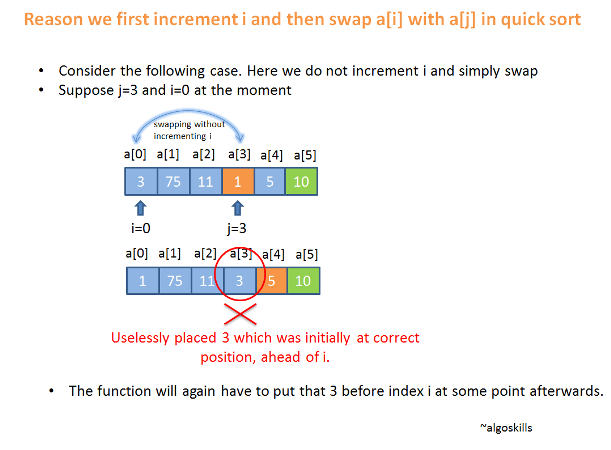 Reason we first increment i and then swap a[i] with a[j] in quick sort
• Consider the following case. Here we do not increment i and simply swap
• Suppose j=3 and i=0 at the moment
swapping without
incrementing i
a[0] a[1] a[2] a[3] a[4] a[5]
3 75 11 1 5 10
i=0 j=3
a[0] a[1] a[2] a[3] a[4] a[5]
1 75 11 3 5 10
Uselessly placed 3 which was initially at correct
position, ahead of i.
• The function will again have to put that 3 before index i at some point afterwards.
~algoskills